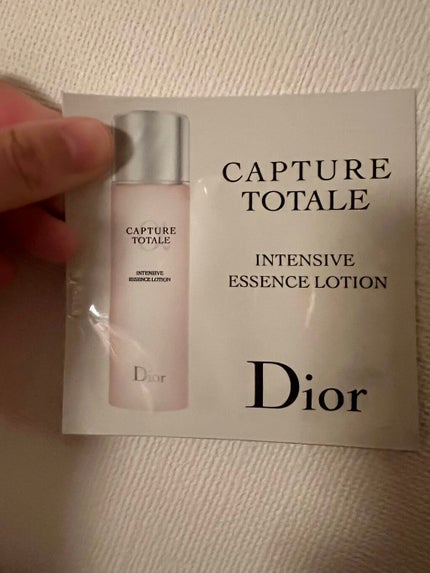 CAPTURE
TOTALE
INTENSIVE
ESSENCE LOTION
Dior
CAPTURE
TOTALE
INTENSIVE
ESSENCE LOTION
Dior